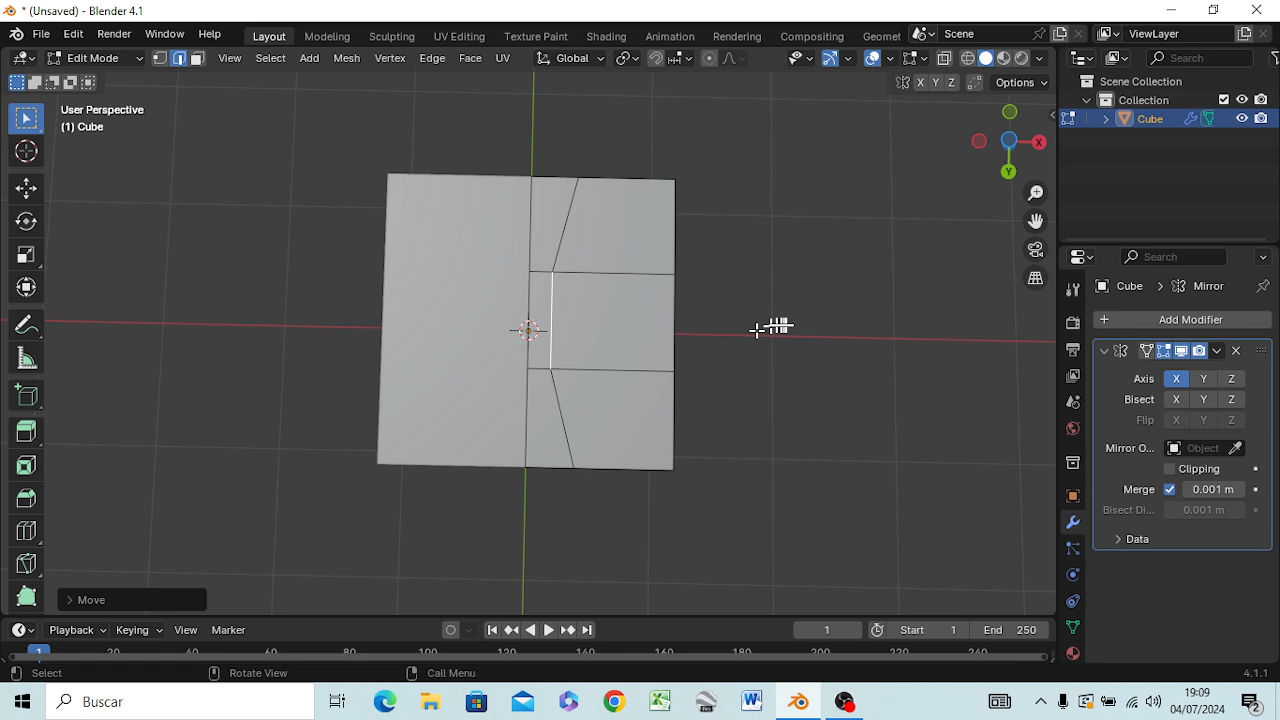 * (Unsaved) - Blender 4.1
File Edit Render Window Help Layout Modeling Sculpting UV Editing Texture Paint Shading Animation Rendering Compositing Geomet Scene ViewLayer
Edit Mode View Select Add Mesh Vertex Edge Face UV Global Search
X Y Z Options
User Perspective
(1) Cube
Scene Collection
Collection
Cube
X
Y
Search
Cube > Mirror
Add Modifier
Axis X Y Z
Bisect X Y Z
Flip X Y Z
Mirror O... Object
Clipping
Merge 0.001 m
Bisect Di... 0.001 m
Data
> Move
Playback Keying View Marker 1 Start 1 End 250
1 20 40 60 80 100 120 140 160 180 200 220 240
Select Rotate View Call Menu 4.1.1
Buscar
19:09
04/07/2024
2